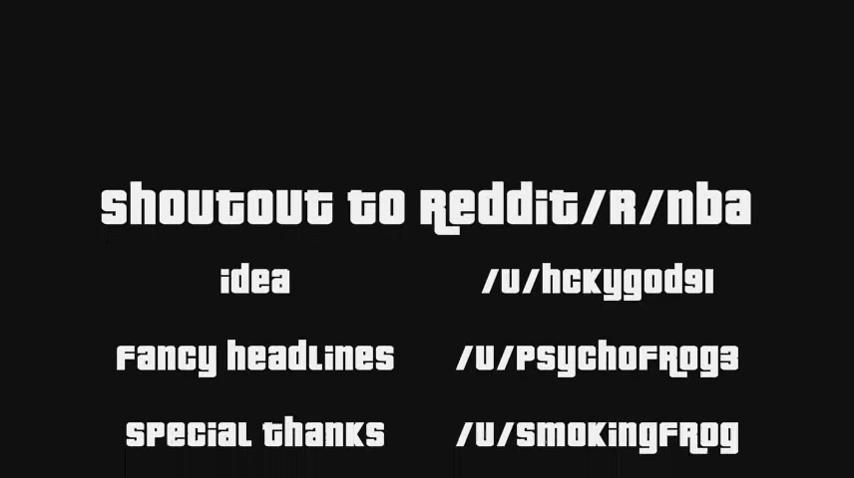 shoutout to Reddit/R/nba
idea /u/hckygod91
fancy headlines /u/psychofrog3
special thanks /u/smokingfrog